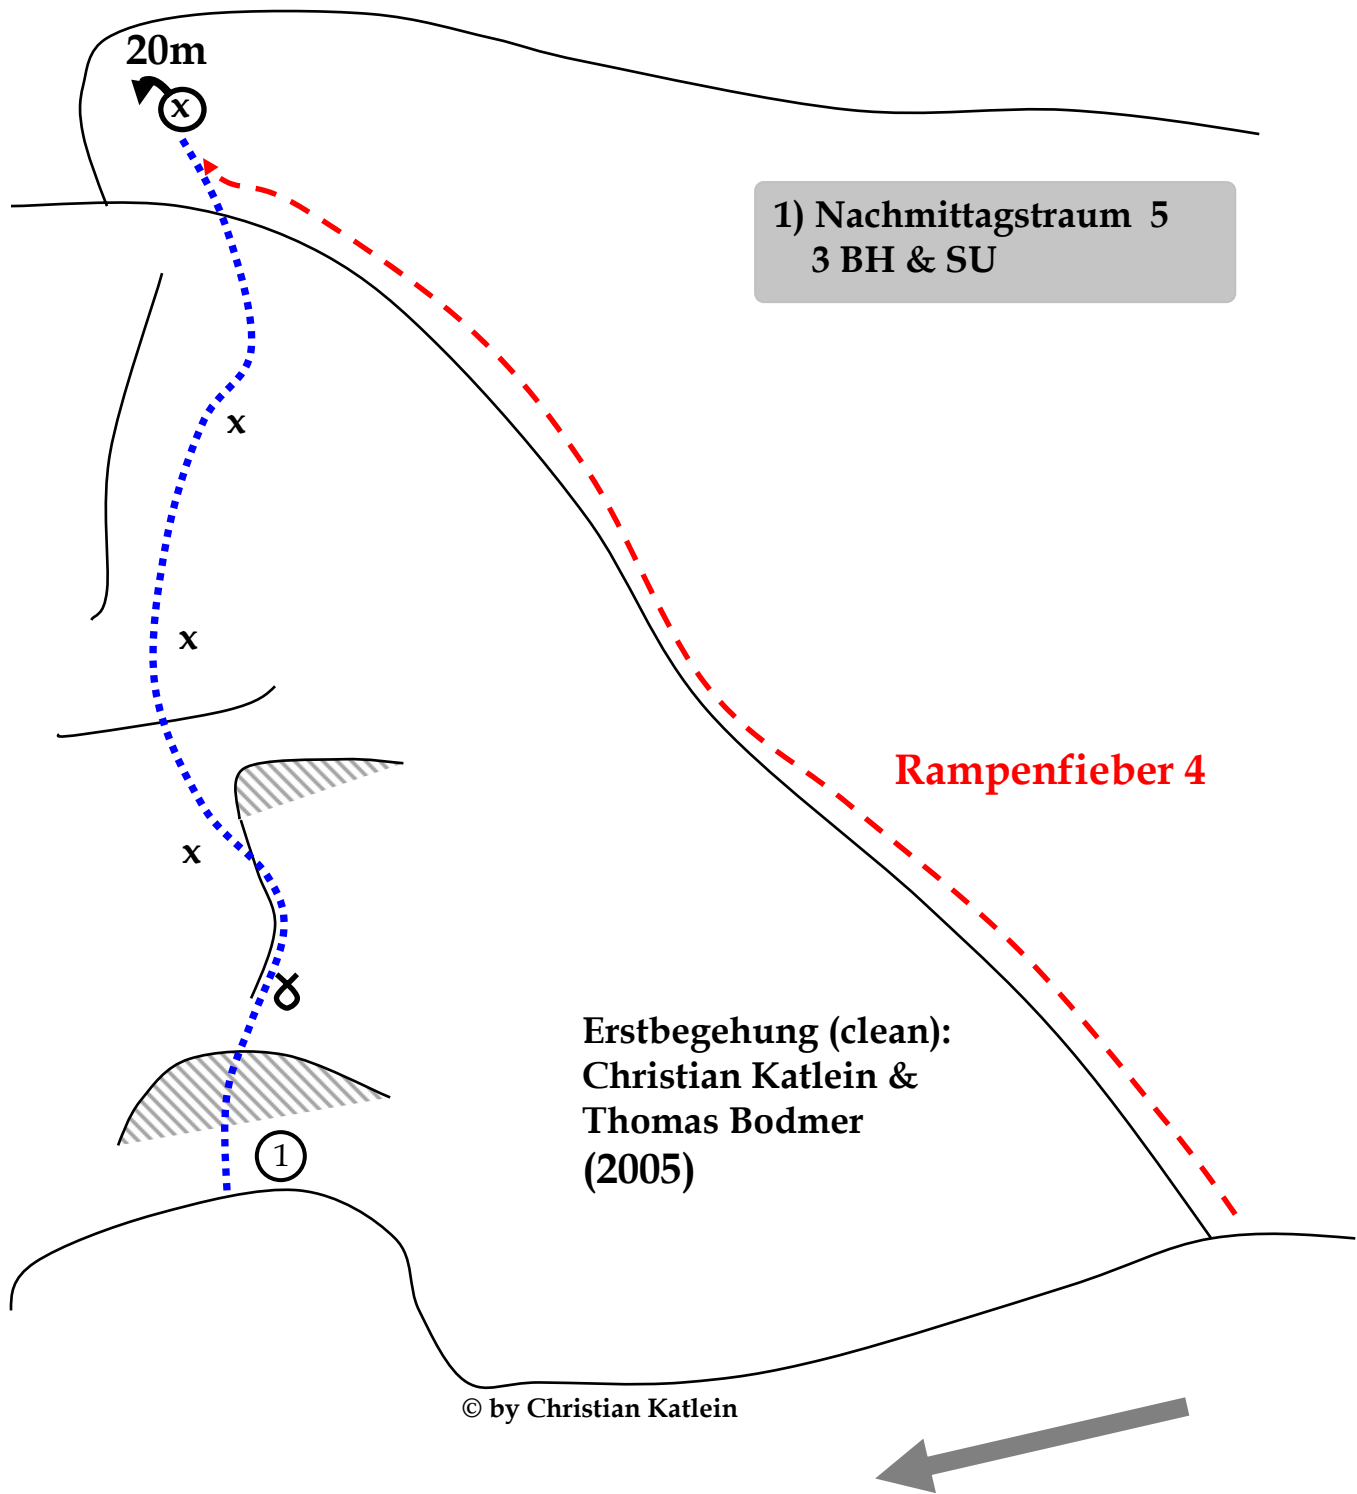 20m
x
1) Nachmittagstraum 5
3 BH & SU
x
x
Rampenfieber 4
x
Erstbegehung (clean):
Christian Katlein &
Thomas Bodmer
(2005)
1
© by Christian Katlein